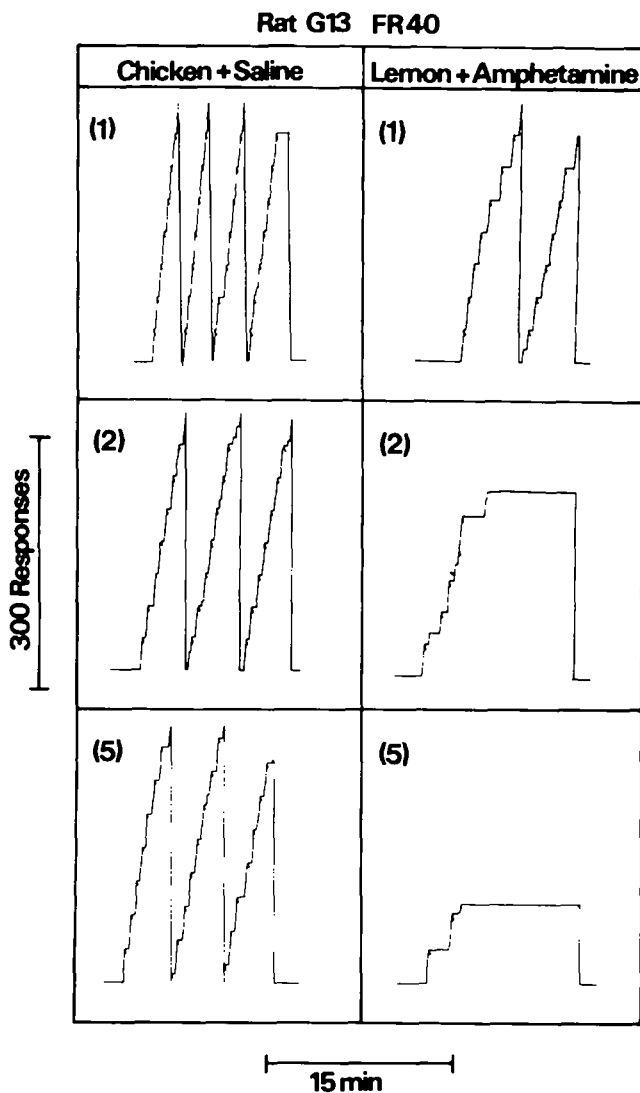 Rat G13 FR40
Chicken + Saline
Lemon + Amphetamine
(1)
(1)
(2)
(2)
(5)
(5)
300 Responses
15 min